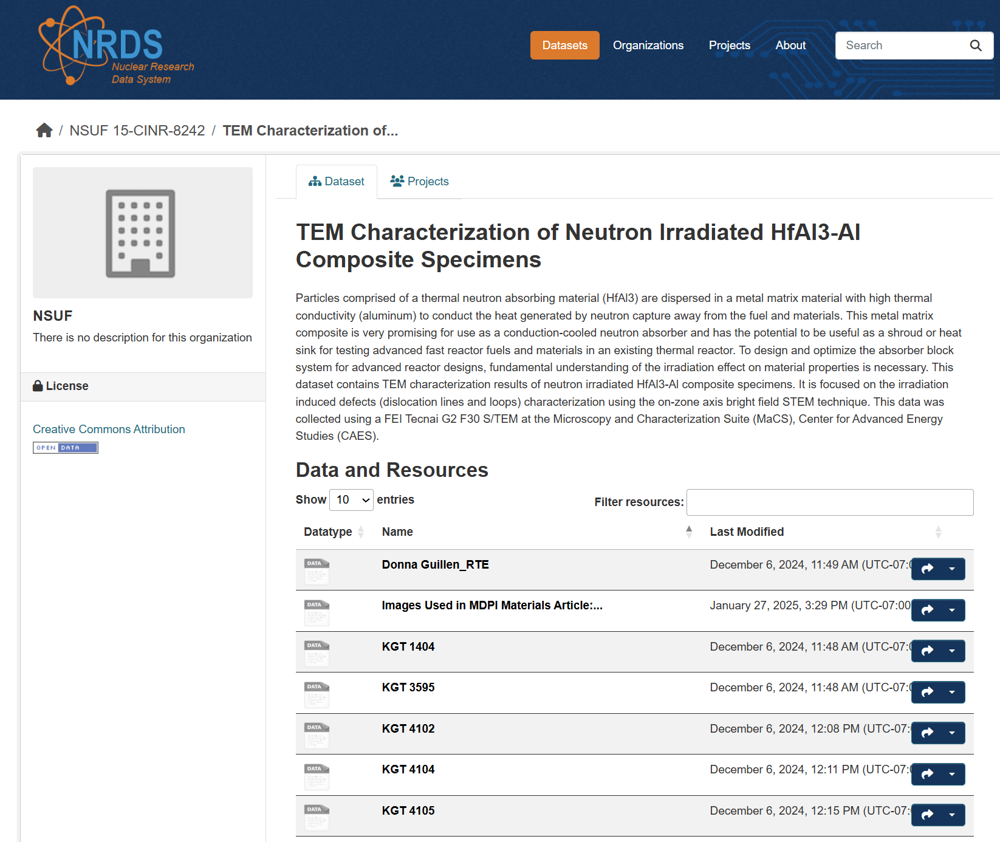 NRDS
Nuclear Research
Data System
Datasets
Organizations
Projects
About
Search
/ NSUF 15-CINR-8242 / TEM Characterization of...
NSUF
There is no description for this organization
License
Creative Commons Attribution
OPEN DATA
Dataset
Projects
TEM Characterization of Neutron Irradiated HfAl3-Al
Composite Specimens
Particles comprised of a thermal neutron absorbing material (HfAl3) are dispersed in a metal matrix material with high thermal
conductivity (aluminum) to conduct the heat generated by neutron capture away from the fuel and materials. This metal matrix
composite is very promising for use as a conduction-cooled neutron absorber and has the potential to be useful as a shroud or heat
sink for testing advanced fast reactor fuels and materials in an existing thermal reactor. To design and optimize the absorber block
system for advanced reactor designs, fundamental understanding of the irradiation effect on material properties is necessary. This
dataset contains TEM characterization results of neutron irradiated HfAl3-Al composite specimens. It is focused on the irradiation
induced defects (dislocation lines and loops) characterization using the on-zone axis bright field STEM technique. This data was
collected using a FEI Tecnai G2 F30 S/TEM at the Microscopy and Characterization Suite (MaCS), Center for Advanced Energy
Studies (CAES).
Data and Resources
Show 10 entries
Filter resources:
Datatype Name Last Modified
DATA Donna Guillen_RTE December 6, 2024, 11:49 AM (UTC-07:0
DATA Images Used in MDPI Materials Article:... January 27, 2025, 3:29 PM (UTC-07:00
DATA KGT 1404 December 6, 2024, 11:48 AM (UTC-07:0
DATA KGT 3595 December 6, 2024, 11:48 AM (UTC-07:0
DATA KGT 4102 December 6, 2024, 12:08 PM (UTC-07:
DATA KGT 4104 December 6, 2024, 12:11 PM (UTC-07:0
DATA KGT 4105 December 6, 2024, 12:15 PM (UTC-07: